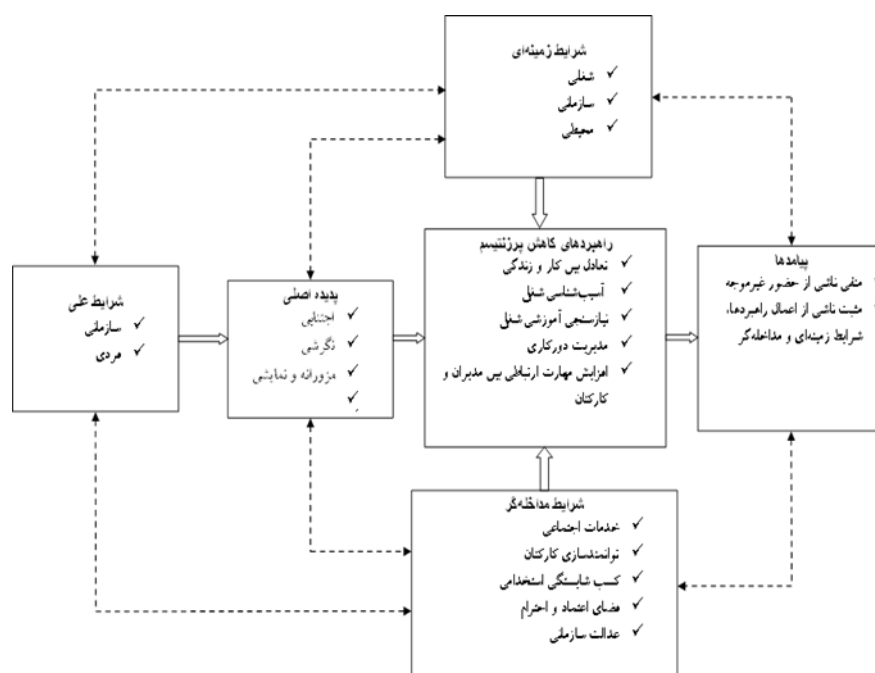 شرایط زمینه‌ای
✓ شغلی
✓ سازمانی
✓ محیطی
شرایط علی
✓ سازمانی
✓ فردی
پدیده اصلی
✓ اجتنابی
✓ نگرشی
✓ مزورانه و نمایشی
✓
راهبردهای کاهش پرزنتیسم
✓ تعادل بین کار و زندگی
✓ آسیب‌شناسی شغل
✓ نیازسنجی آموزشی شغل
✓ مدیریت دورکاری
✓ افزایش مهارت ارتباطی بین مدیران و
کارکنان
پیامدها
منفی ناشی از حضور غیرموجه
مثبت ناشی از اعمال راهبردها،
شرایط زمینه‌ای و مداخله‌گر
شرایط مداخله‌گر
✓ خدمات اجتماعی
✓ توانمندسازی کارکنان
✓ کسب شایستگی استخدامی
✓ فضای اعتماد و احترام
✓ عدالت سازمانی